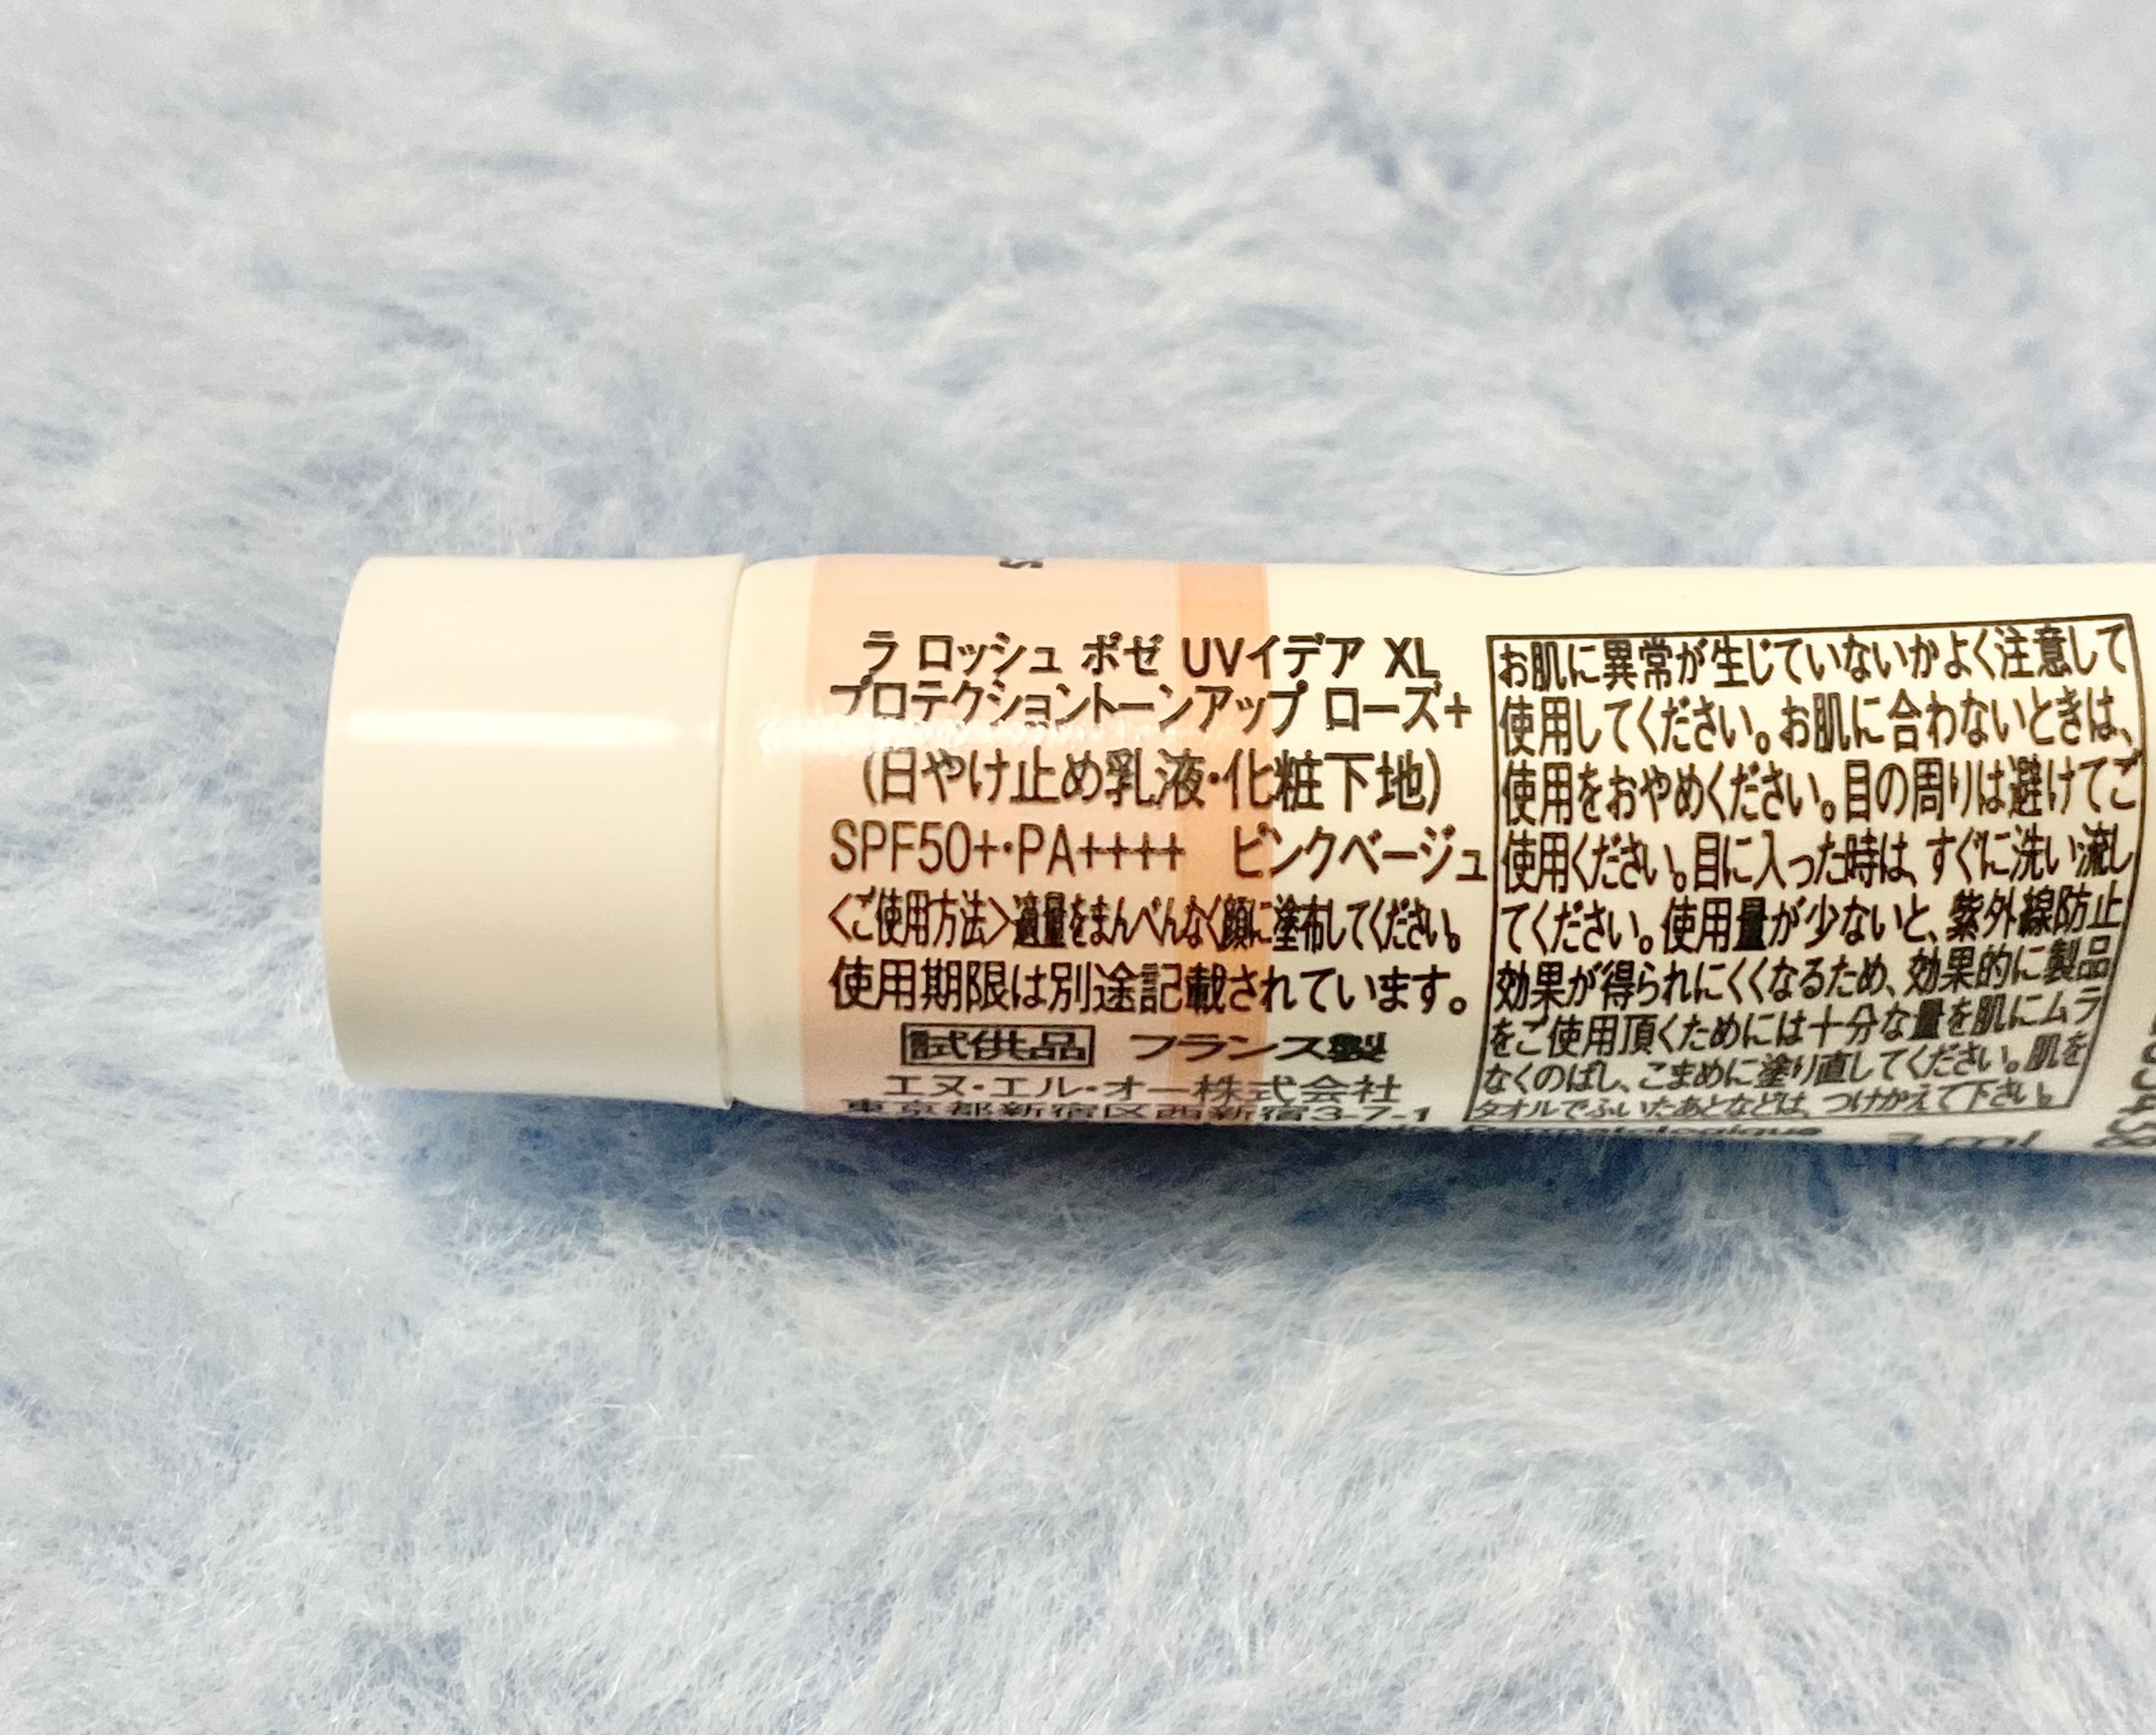 ラ ロッシュ ポゼ UVイデア XL
プロテクショントーンアップ ローズ+
(日やけ止め乳液・化粧下地)
SPF50+・PA++++ ピンクベージュ
<ご使用方法>適量をまんべんなく顔に塗布してください。
使用期限は別途記載されています。
試供品 フランス製
エヌ・エル・オー株式会社
東京都新宿区西新宿3-7-1
お肌に異常が生じていないかよく注意して
使用してください。お肌に合わないときは、
使用をおやめください。目の周りは避けてご
使用ください。目に入った時は、すぐに洗い流し
てください。使用量が少ないと、紫外線防止
効果が得られにくくなるため、効果的に製品
をご使用頂くためには十分な量を肌にムラ
なくのばし、こまめに塗り直してください。肌を
タオルでふいたあとなどは、つけかえて下さい。